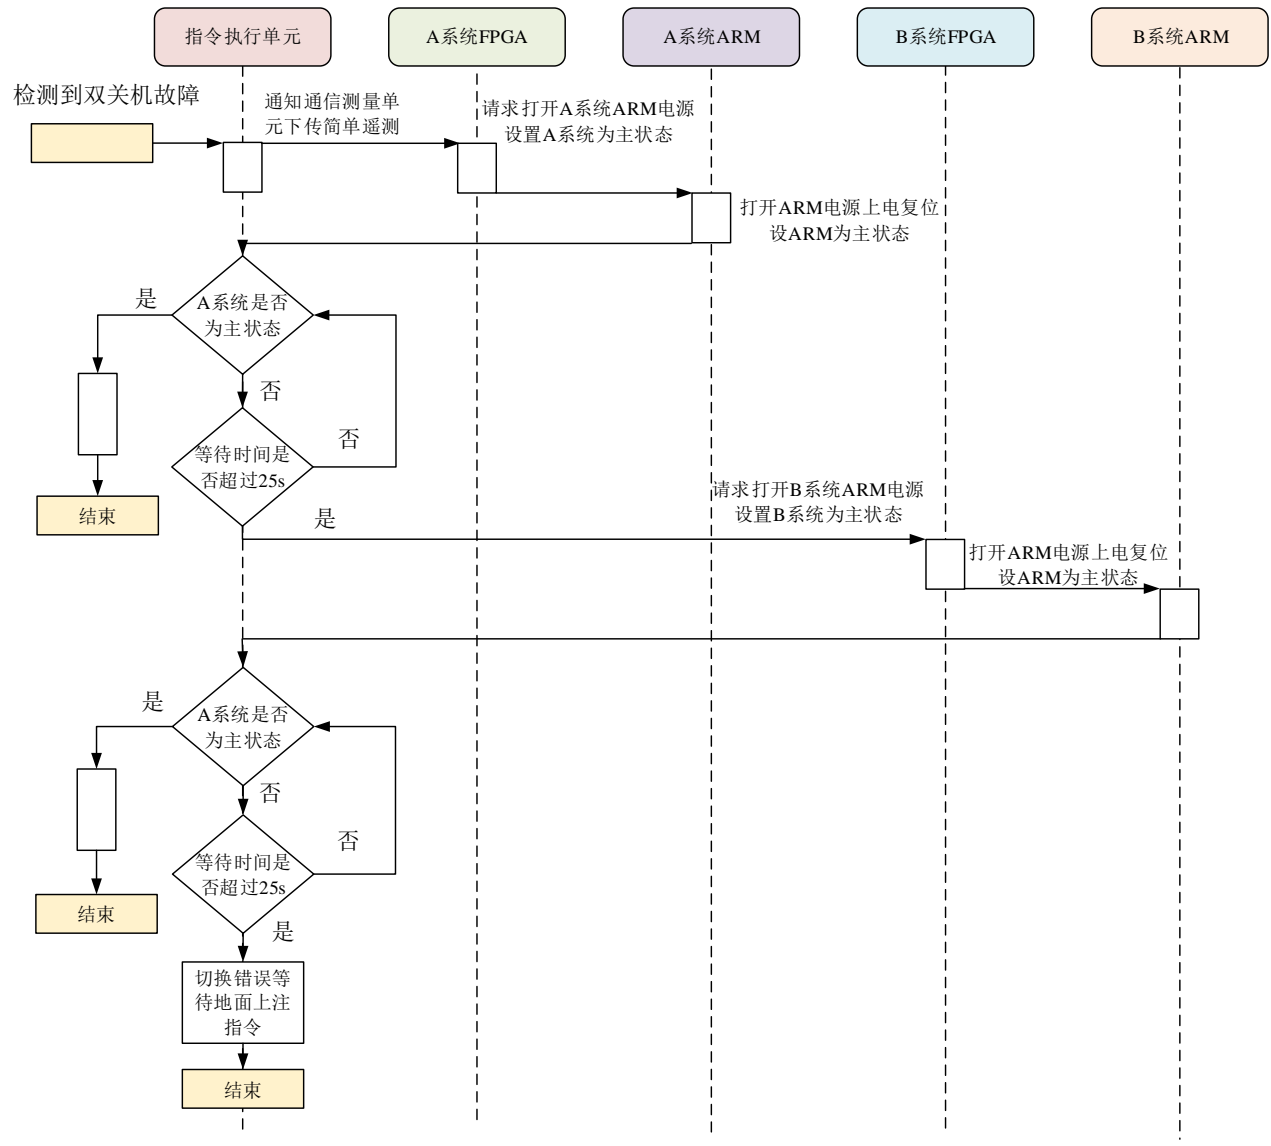 指令执行单元
A系统FPGA
A系统ARM
B系统FPGA
B系统ARM
检测到双关机故障
通知通信测量单
元下传简单遥测
请求打开A系统ARM电源
设置A系统为主状态
打开ARM电源上电复位
设ARM为主状态
是
A系统是否
为主状态
否
等待时间是
否超过25s
否
结束
是
请求打开B系统ARM电源
设置B系统为主状态
打开ARM电源上电复位
设ARM为主状态
是
A系统是否
为主状态
否
等待时间是
否超过25s
否
结束
是
切换错误等
待地面上注
指令
结束